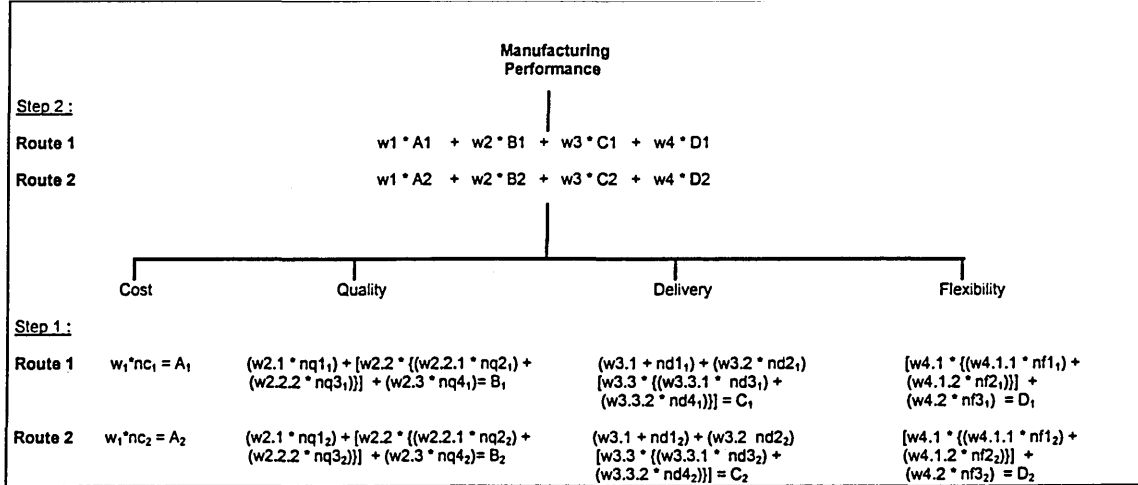 Manufacturing
Performance
Step 2 :
Route 1 w1 * A1 + w2 * B1 + w3 * C1 + w4 * D1
Route 2 w1 * A2 + w2 * B2 + w3 * C2 + w4 * D2
Cost Quality Delivery Flexibility
Step 1 :
Route 1 w₁*nc₁ = A₁ (w2.1 * nq1₁) + [w2.2 * {(w2.2.1 * nq2₁) + (w3.1 + nd1₁) + (w3.2 * nd2₁) [w4.1 * {(w4.1.1 * nf1₁) +
(w2.2.2 * nq3₁)}] + (w2.3 * nq4₁)= B₁ [w3.3 * {(w3.3.1 * nd3₁) + (w4.1.2 * nf2₁)}] +
(w3.3.2 * nd4₁)}] = C₁ (w4.2 * nf3₁) = D₁
Route 2 w₁*nc₂ = A₂ (w2.1 * nq1₂) + [w2.2 * {(w2.2.1 * nq2₂) + (w3.1 + nd1₂) + (w3.2 nd2₂) [w4.1 * {(w4.1.1 * nf1₂) +
(w2.2.2 * nq3₂)}] + (w2.3 * nq4₂)= B₂ [w3.3 * {(w3.3.1 * nd3₂) + (w4.1.2 * nf2₂)}] +
(w3.3.2 * nd4₂)}] = C₂ (w4.2 * nf3₂) = D₂